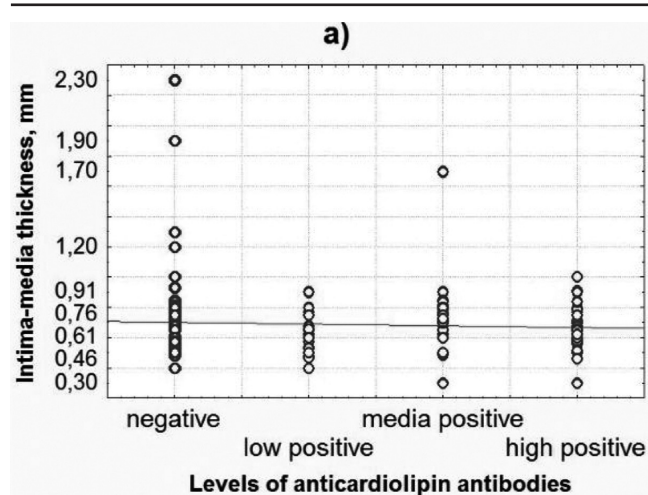 a)
Intima-media thickness, mm
2,30
1,90
1,70
1,20
0,91
0,76
0,61
0,46
0,30
negative
media positive
low positive
high positive
Levels of anticardiolipin antibodies